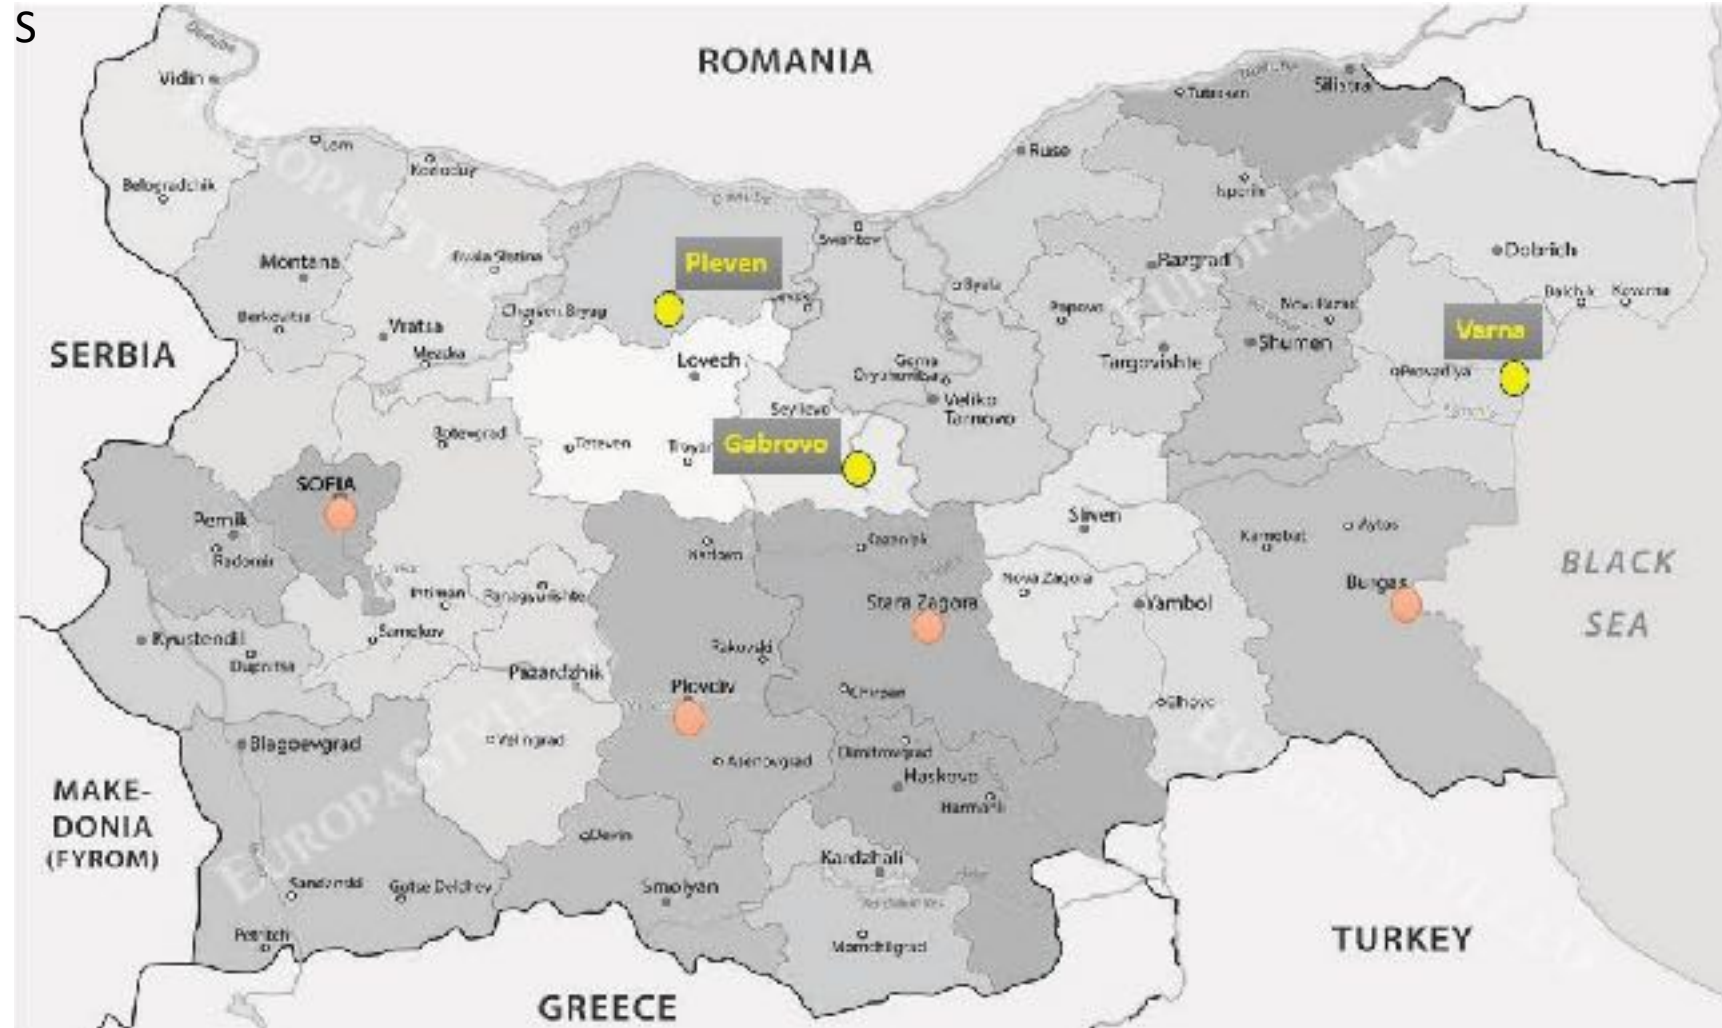 S
ROMANIA
Danube
Vidin
Silistra
Tutrakan
Lom
Kozloduy
Ruse
Belogradchik
Isperih
Swishtov
Pleven
Montana
Byala Slatina
Dobrich
Razgrad
Byala
Balchik
Kavarna
Popovo
Novi Pazar
Cherven Bryag
Berkovitsa
Vratsa
Varna
Mezdra
Shumen
SERBIA
Lovech
Targovishte
Gorna
Oryahovitsa
Provadiya
Veliko
Tarnovo
Sevlievo
Botevgrad
Teteven
Troyan
Gabrovo
SOFIA
Pernik
Sliven
Karnobat
Aytos
Kazanlak
Karlovo
Radomir
BLACK
SEA
Nova Zagora
Burgas
Ihtiman
Panagyurishte
Stara Zagora
Yambol
Samokov
Kyustendil
Dupnitsa
Rakovski
Pazardzhik
Plovdiv
Chirpan
Elhovo
Blagoevgrad
Velingrad
Dimitrovgrad
Asenovgrad
Haskovo
Harmanli
MAKE-
DONIA
(FYROM)
Devin
Kardzhali
Smolyan
Sandanski
Gotse Delchev
Petritch
Momchilgrad
TURKEY
GREECE
EUROPASTYLE